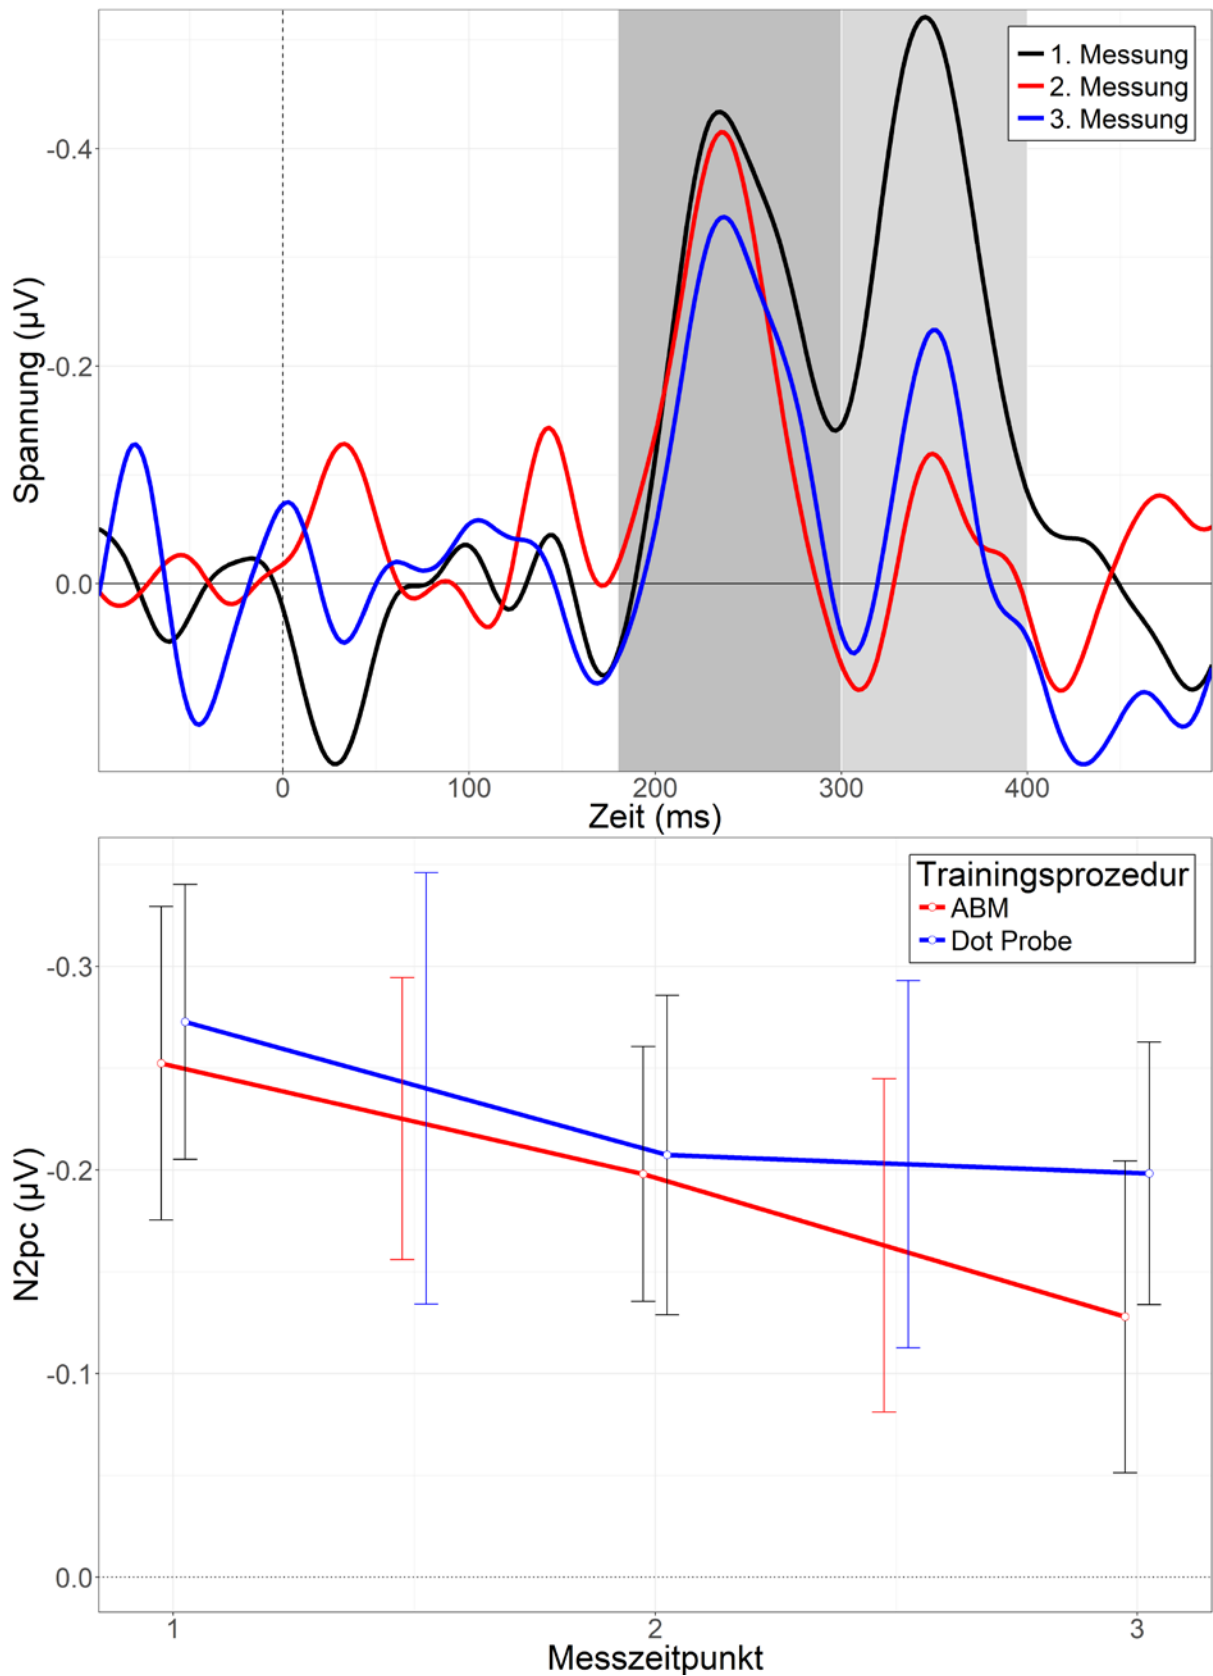 1. Messung
2. Messung
3. Messung
-0.4
-0.2
0.0
Spannung (µV)
0 100 200 300 400
Zeit (ms)
Trainingsprozedur
ABM
Dot Probe
-0.3
-0.2
-0.1
0.0
N2pc (µV)
1 2 3
Messzeitpunkt